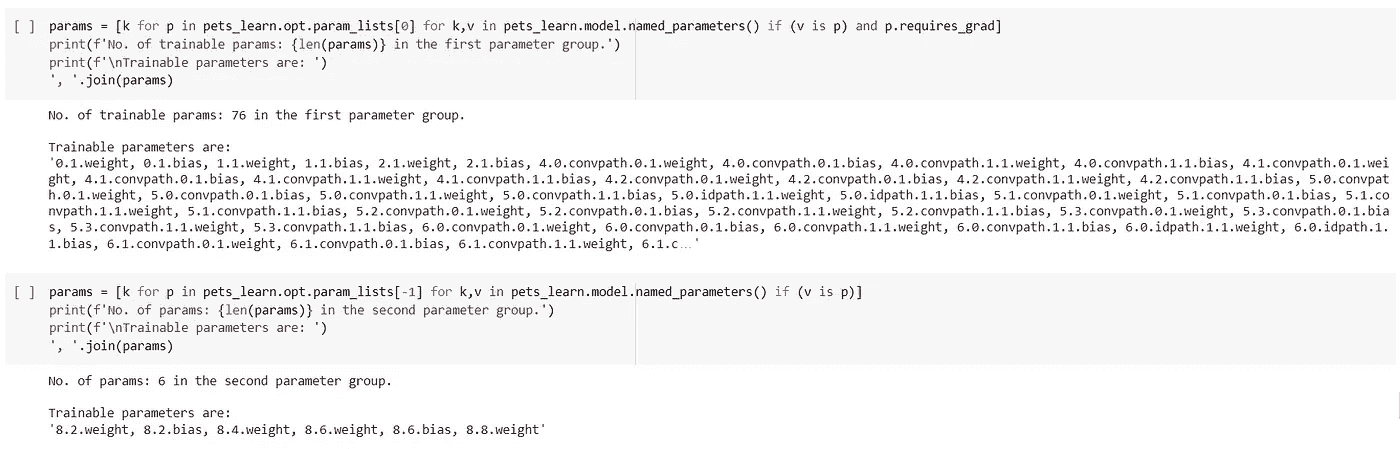 [ ] params = [k for p in pets_learn.opt.param_lists[0] for k,v in pets_learn.model.named_parameters() if (v is p) and p.requires_grad]
print(f'No. of trainable params: {len(params)} in the first parameter group.')
print(f'\nTrainable parameters are: ')
', '.join(params)
No. of trainable params: 76 in the first parameter group.
Trainable parameters are:
'0.1.weight, 0.1.bias, 1.1.weight, 1.1.bias, 2.1.weight, 2.1.bias, 4.0.convpath.0.1.weight, 4.0.convpath.0.1.bias, 4.0.convpath.1.1.weight, 4.0.convpath.1.1.bias, 4.1.convpath.0.1.wei
ght, 4.1.convpath.0.1.bias, 4.1.convpath.1.1.weight, 4.1.convpath.1.1.bias, 4.2.convpath.0.1.weight, 4.2.convpath.0.1.bias, 4.2.convpath.1.1.weight, 4.2.convpath.1.1.bias, 5.0.convpat
h.0.1.weight, 5.0.convpath.0.1.bias, 5.0.convpath.1.1.weight, 5.0.convpath.1.1.bias, 5.0.idpath.1.1.weight, 5.0.idpath.1.1.bias, 5.1.convpath.0.1.weight, 5.1.convpath.0.1.bias, 5.1.co
nvpath.1.1.weight, 5.1.convpath.1.1.bias, 5.2.convpath.0.1.weight, 5.2.convpath.0.1.bias, 5.2.convpath.1.1.weight, 5.2.convpath.1.1.bias, 5.3.convpath.0.1.weight, 5.3.convpath.0.1.bia
s, 5.3.convpath.1.1.weight, 5.3.convpath.1.1.bias, 6.0.convpath.0.1.weight, 6.0.convpath.0.1.bias, 6.0.convpath.1.1.weight, 6.0.convpath.1.1.bias, 6.0.idpath.1.1.weight, 6.0.idpath.1.
1.bias, 6.1.convpath.0.1.weight, 6.1.convpath.0.1.bias, 6.1.convpath.1.1.weight, 6.1.c...'
[ ] params = [k for p in pets_learn.opt.param_lists[-1] for k,v in pets_learn.model.named_parameters() if (v is p)]
print(f'No. of params: {len(params)} in the second parameter group.')
print(f'\nTrainable parameters are: ')
', '.join(params)
No. of params: 6 in the second parameter group.
Trainable parameters are:
'8.2.weight, 8.2.bias, 8.4.weight, 8.6.weight, 8.6.bias, 8.8.weight'